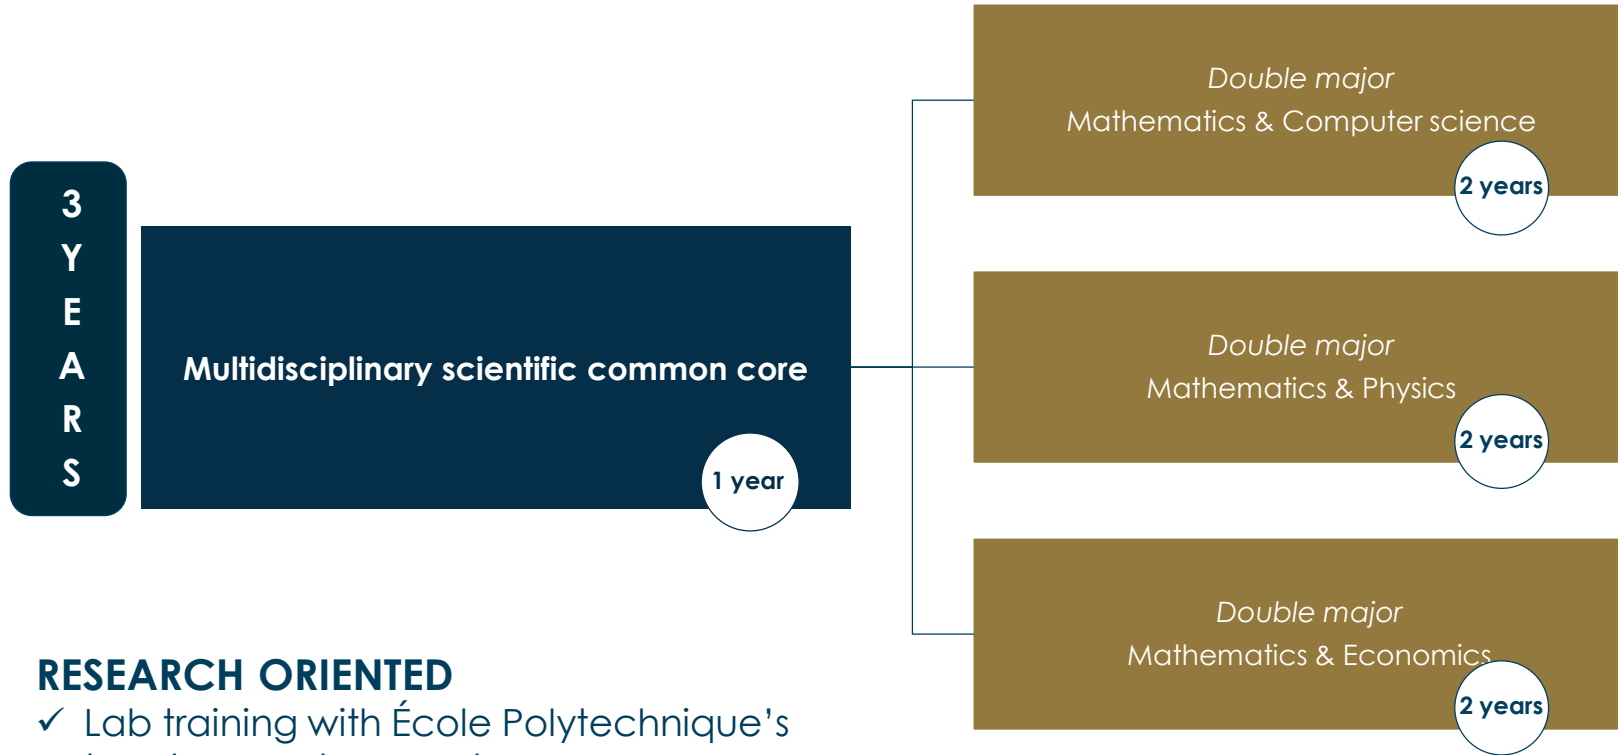 3
Y
E
A
R
S
Multidisciplinary scientific common core
1 year
Double major
Mathematics & Computer science
2 years
Double major
Mathematics & Physics
2 years
Double major
Mathematics & Economics
2 years
RESEARCH ORIENTED
✓ Lab training with École Polytechnique’s